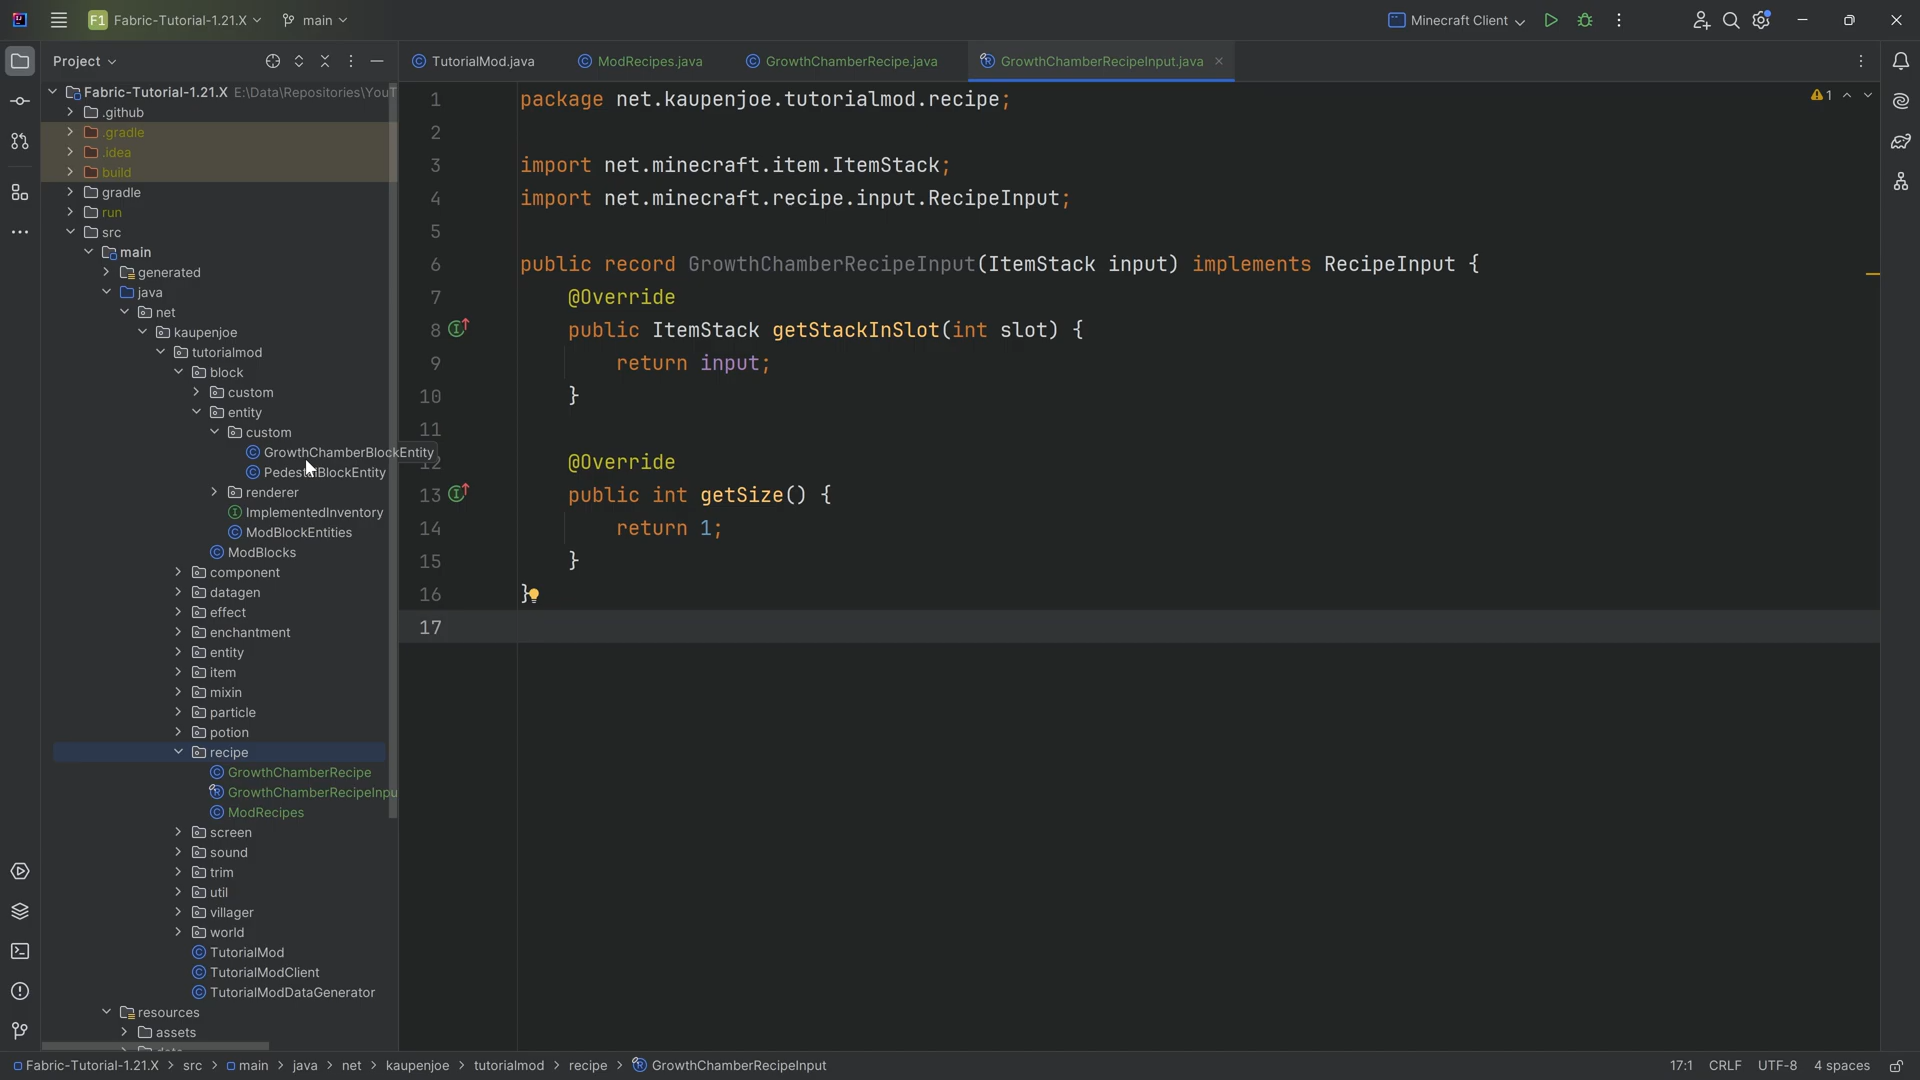 F1 Fabric-Tutorial-1.21.X main Minecraft Client
Project
TutorialMod.java ModRecipes.java GrowthChamberRecipe.java GrowthChamberRecipeInput.java
Fabric-Tutorial-1.21.X E:\Data\Repositories\YouT
.github
.gradle
.idea
build
gradle
run
src
main
generated
java
net
kaupenjoe
tutorialmod
block
custom
entity
custom
GrowthChamberBlockEntity
PedestalBlockEntity
renderer
ImplementedInventory
ModBlockEntities
ModBlocks
component
datagen
effect
enchantment
entity
item
mixin
particle
potion
recipe
GrowthChamberRecipe
GrowthChamberRecipeInpu
ModRecipes
screen
sound
trim
util
villager
world
TutorialMod
TutorialModClient
TutorialModDataGenerator
resources
assets
1 package net.kaupenjoe.tutorialmod.recipe;
2
3 import net.minecraft.item.ItemStack;
4 import net.minecraft.recipe.input.RecipeInput;
5
6 public record GrowthChamberRecipeInput(ItemStack input) implements RecipeInput {
7 @Override
8 public ItemStack getStackInSlot(int slot) {
9 return input;
10 }
11
12 @Override
13 public int getSize() {
14 return 1;
15 }
16 }
17
1
Fabric-Tutorial-1.21.X > src > main > java > net > kaupenjoe > tutorialmod > recipe > GrowthChamberRecipeInput
17:1 CRLF UTF-8 4 spaces